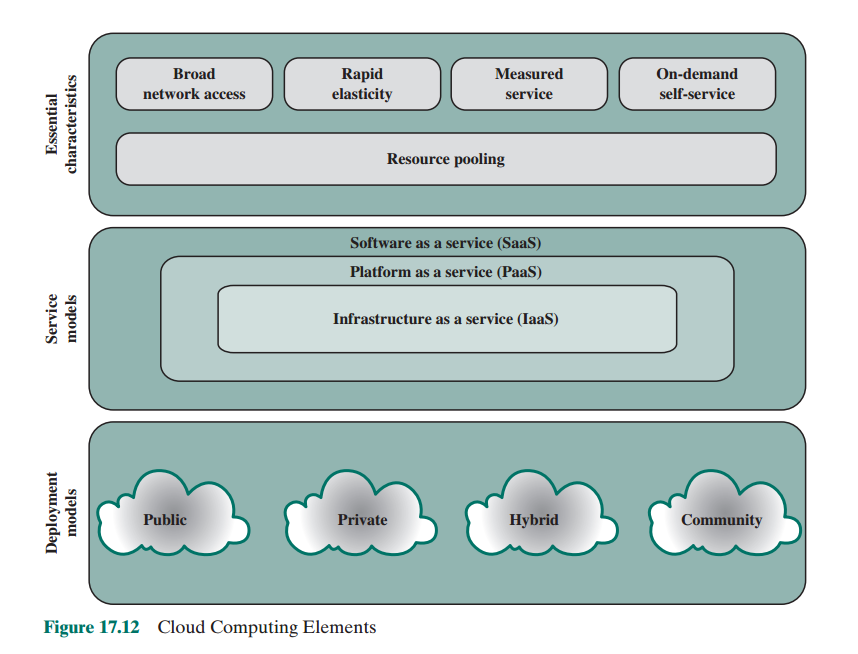 Essential
characteristics
Broad
network access
Rapid
elasticity
Measured
service
On-demand
self-service
Resource pooling
Service
models
Software as a service (SaaS)
Platform as a service (PaaS)
Infrastructure as a service (IaaS)
Deployment
models
Public
Private
Hybrid
Community
Figure 17.12 Cloud Computing Elements